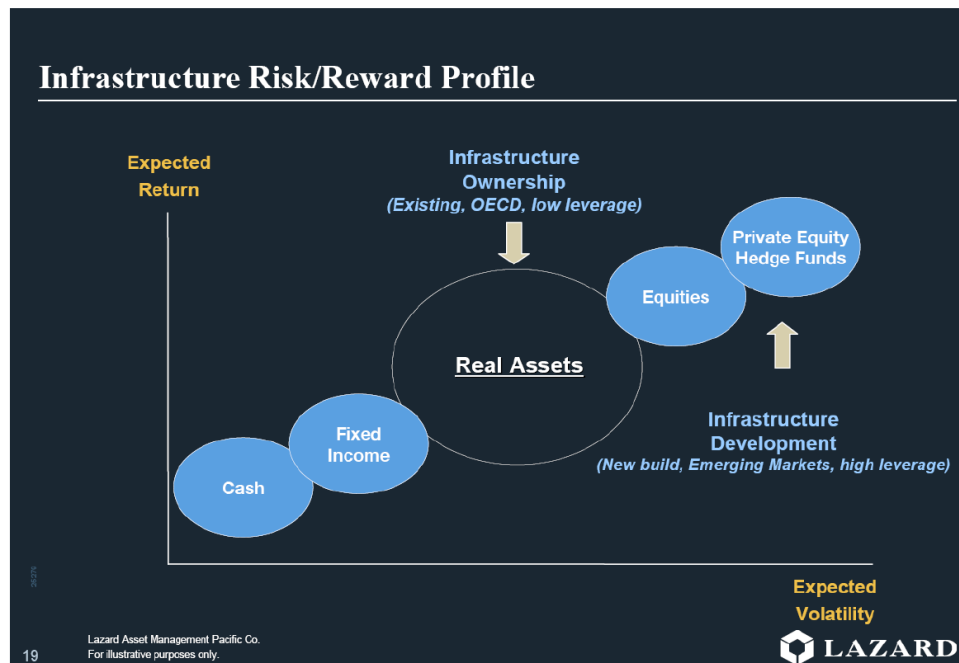 Infrastructure Risk/Reward Profile
Expected
Return
Infrastructure
Ownership
(Existing, OECD, low leverage)
Private Equity
Hedge Funds
Equities
Real Assets
Fixed
Income
Cash
Infrastructure
Development
(New build, Emerging Markets, high leverage)
Expected
Volatility
Lazard Asset Management Pacific Co.
For illustrative purposes only.
19
LAZARD